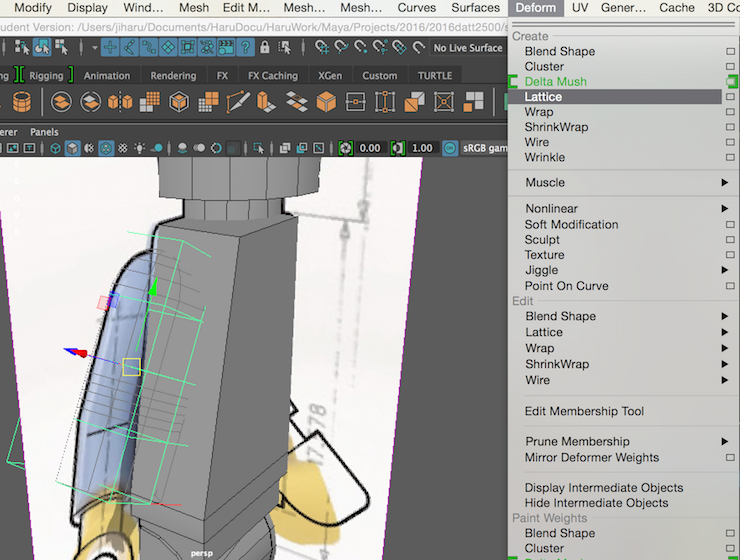 Modify Display Wind… Mesh Edit M… Mesh… Mesh… Curves Surfaces Deform UV Gener… Cache
udent Version: /Users/jiharu/Documents/HaruDocu/HaruWork/Maya/Projects/2016/2016datt2500/s
No Live Surface
Rigging Animation Rendering FX FX Caching XGen Custom TURTLE
Panels
0.00 1.00 sRGB gam
Create
Blend Shape
Cluster
Delta Mush
Lattice
Wrap
ShrinkWrap
Wire
Wrinkle
Muscle
Nonlinear
Soft Modification
Sculpt
Texture
Jiggle
Point On Curve
Edit
Blend Shape
Lattice
Wrap
ShrinkWrap
Wire
Edit Membership Tool
Prune Membership
Mirror Deformer Weights
Display Intermediate Objects
Hide Intermediate Objects
Paint Weights
Blend Shape
Cluster
persp